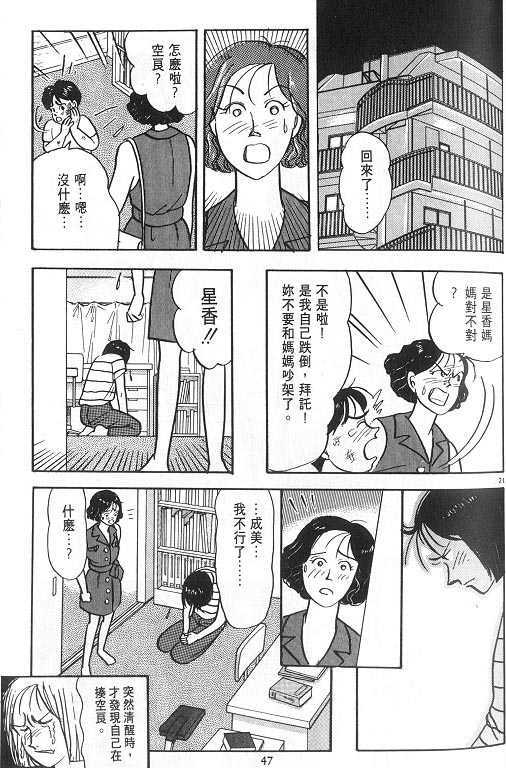 回來了……
怎麼啦？
空良？
啊…嗯…
沒什麼…
是星香媽
媽對不對
？
不是啦！
是我自己跌倒，拜託！
妳不要和媽媽吵架了。
星香!!
…成美…
我不行了……
什麼…？
突然清醒時，
才發現自己在
揍空良。
21
47